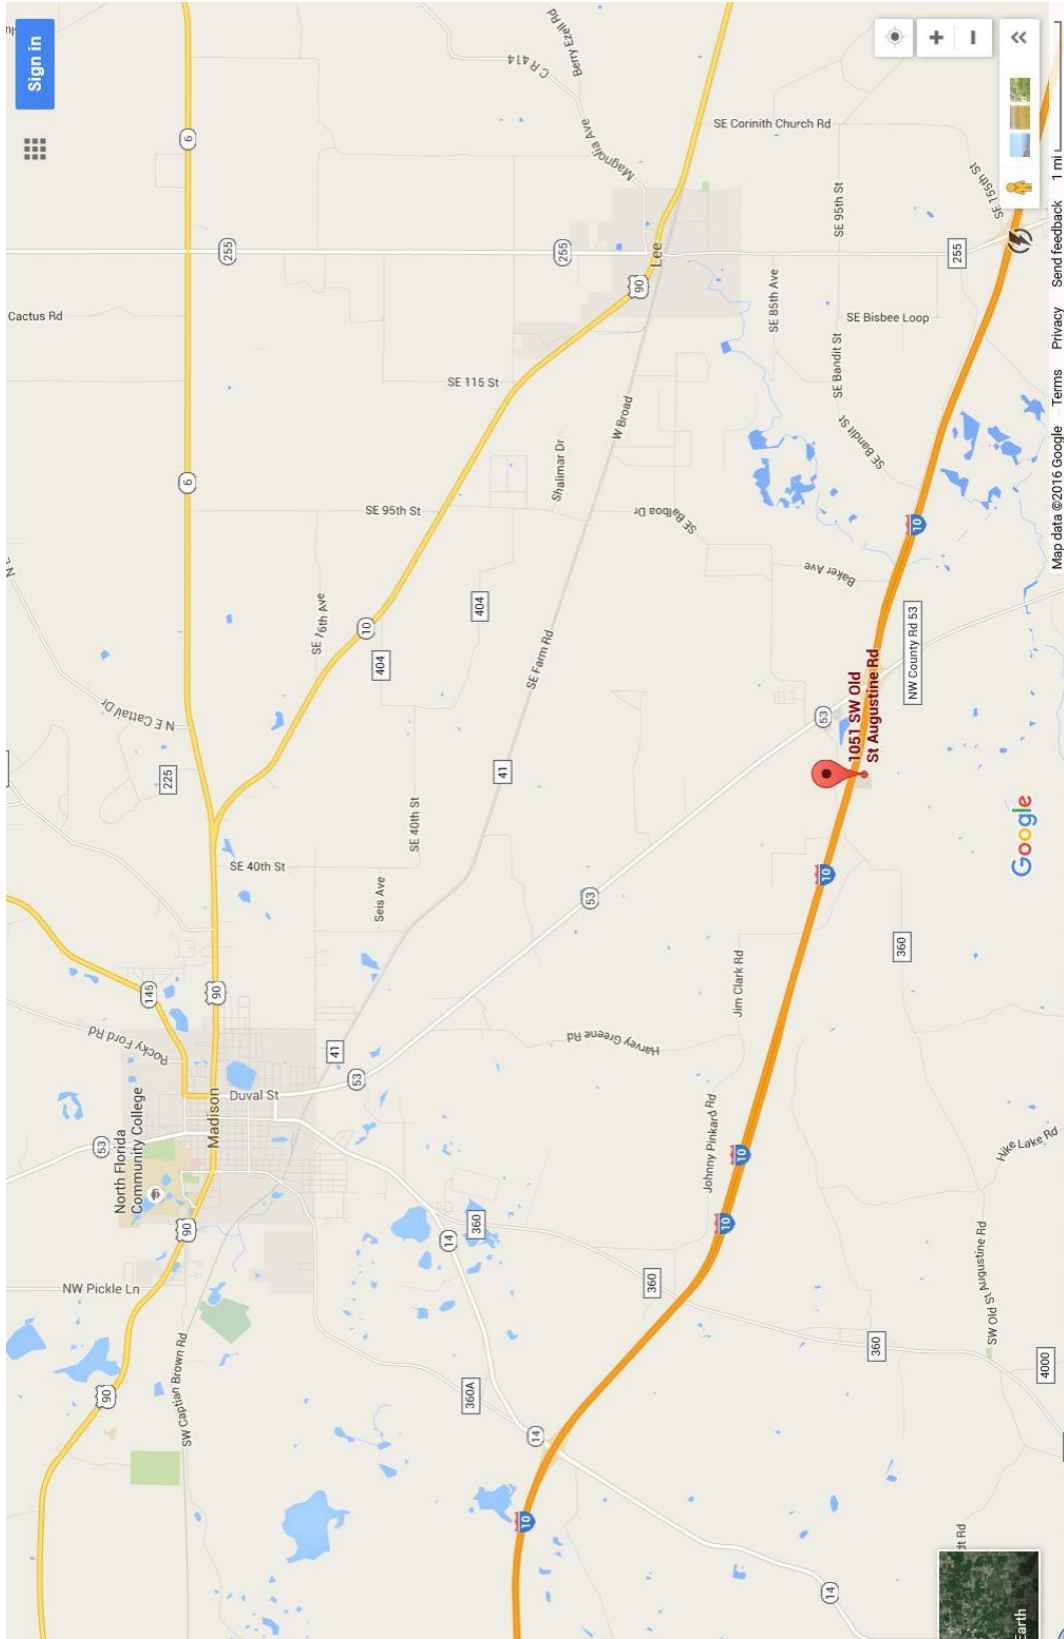 Sign in
Cactus Rd
NW Pickle Ln
90
53
SW Captian Brown Rd
90
North Florida
Community College
Rocky Ford Rd
145
N E Cattail Dr
225
6
6
Madison
90
255
Duval St
SE 40th St
41
53
SE 76th Ave
10
404
Seis Ave
SE 95th St
SE 40th St
14
360A
360
404
SE 115 St
41
14
10
SE Farm Rd
C R 414
255
Shalimar Dr
Berry Ezell Rd
53
Harvey Greene Rd
W Broad
Magnolia Ave
90
Lee
SE Balboa Dr
360
Johnny Pinkard Rd
10
10
Jim Clark Rd
SE Corinith Church Rd
SE 85th Ave
14
10
53
Baker Ave
SE Bandit St
SE Bandit St
SE 95th St
1051 SW Old
St Augustine Rd
SE Bisbee Loop
360
360
NW County Rd 53
10
255
dt Rd
SW Old St Augustine Rd
Hike Lake Rd
SE 155th St
4000
Google
Earth
Map data ©2016 Google Terms Privacy Send feedback 1 mi